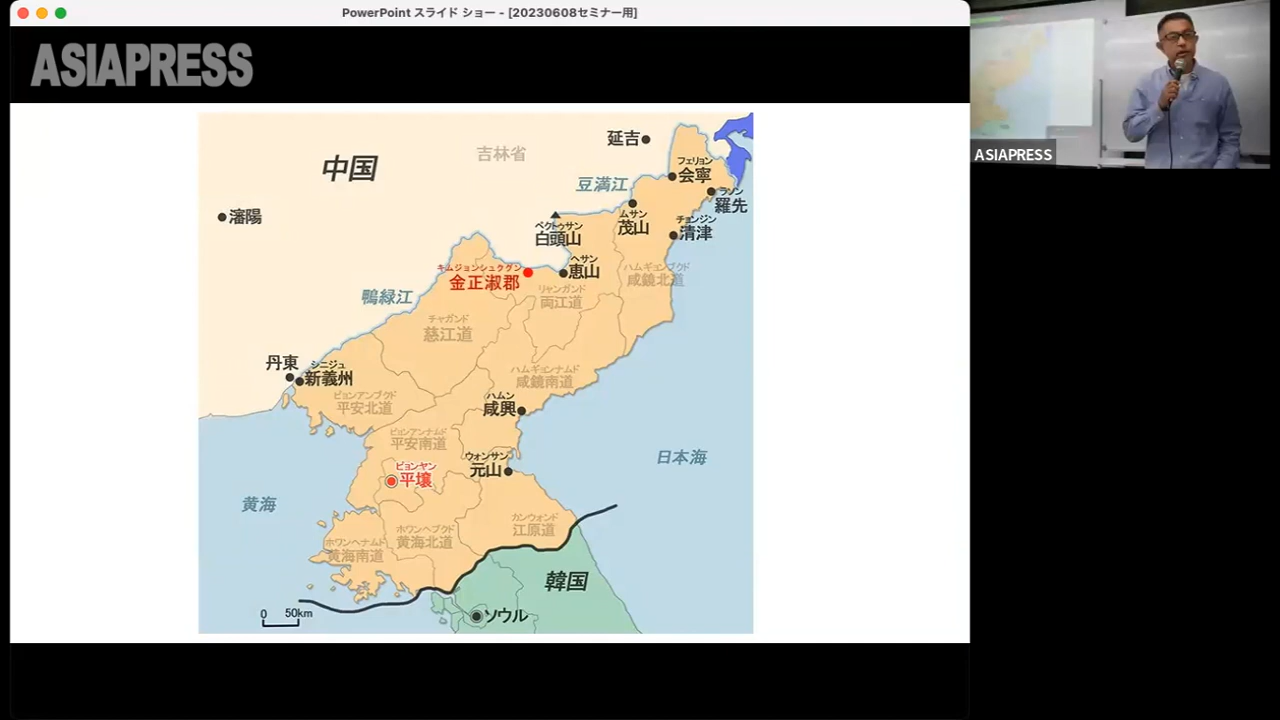 PowerPoint スライド ショー - [20230608セミナー用]
ASIAPRESS
ASIAPRESS
延吉
吉林省
中国
フェリョン
会寧
豆満江
ラソン
羅先
瀋陽
ムサン
茂山
チョンジン
清津
ペクトゥサン
白頭山
ヘサン
恵山
キムジョンシュクグン
金正淑郡
ハムギョンブクド
咸鏡北道
リャンガンド
両江道
鴨緑江
チャガンド
慈江道
丹東
シニジュ
新義州
ハムギョンナムド
咸鏡南道
ピョンアンブクド
平安北道
ハムン
咸興
ピョンアンナムド
平安南道
ウォンサン
元山
日本海
ピョンヤン
平壌
黄海
カンウォンド
江原道
ホワンヘブクド
黄海北道
ホワンヘナムド
黄海南道
韓国
0 50km
ソウル